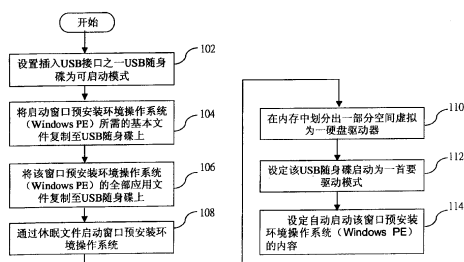 开始
102
设置插入USB接口之一USB随身
碟为可启动模式
104
将启动窗口预安装环境操作系统
（Windows PE）所需的基本文
件复制至USB随身碟上
106
将该窗口预安装环境操作系统
（Windows PE）的全部应用文
件复制至USB随身碟上
108
通过休眠文件启动窗口预安装环
境操作系统
110
在内存中划分出一部分空间虚拟
为一硬盘驱动器
112
设定该USB随身碟启动为一首要
驱动模式
114
设定自动启动该窗口预安装
环境操作系统（Windows PE）
的内容